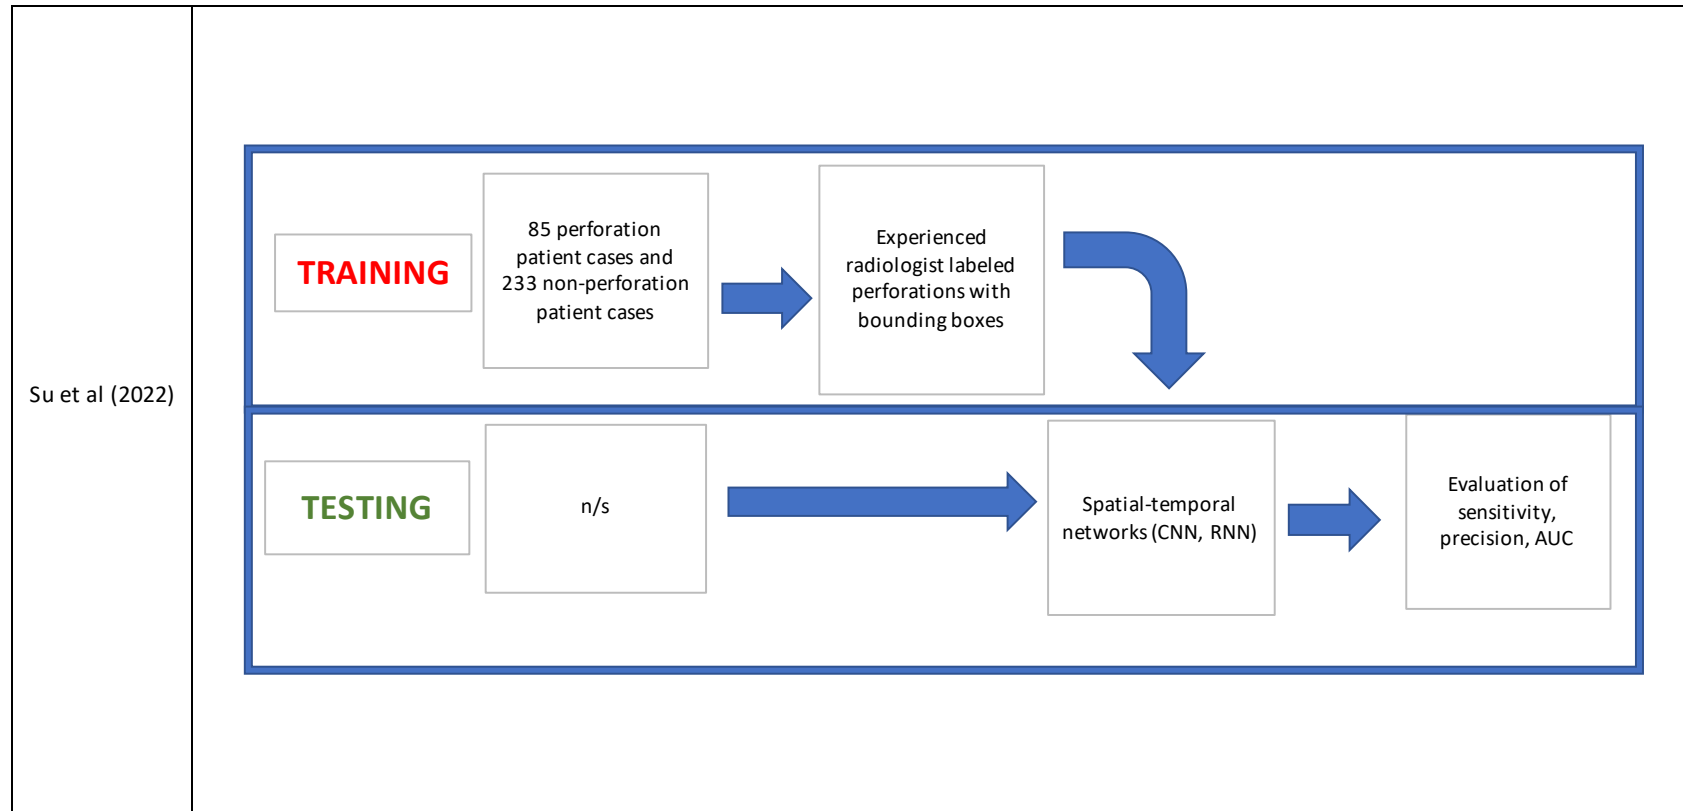 Su et al (2022)
TRAINING
85 perforation
patient cases and
233 non-perforation
patient cases
Experienced
radiologist labeled
perforations with
bounding boxes
TESTING
n/s
Spatial-temporal
networks (CNN, RNN)
Evaluation of
sensitivity,
precision, AUC